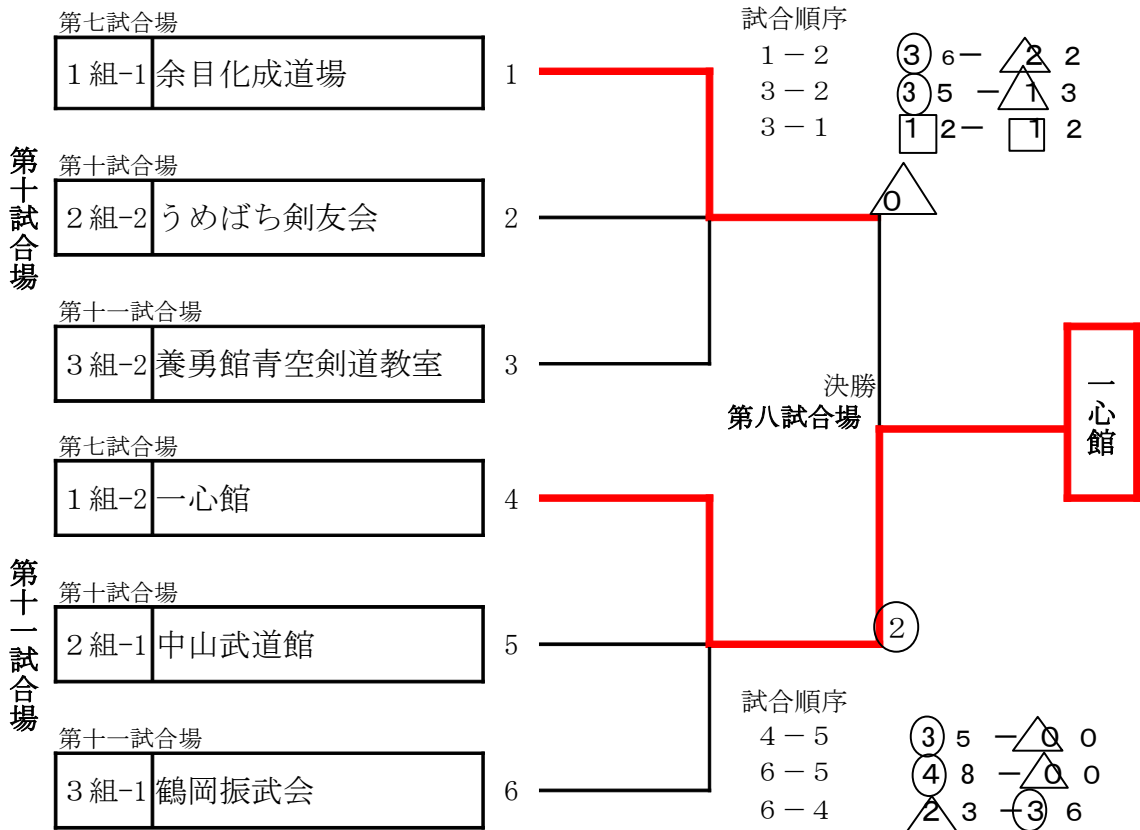 第七試合場
1組-1 余目化成道場 1
第十試合場
第十試合場
2組-2 うめばち剣友会 2
第十一試合場
3組-2 養勇館青空剣道教室 3
試合順序
1－2 ③ 6－ 2 2
3－2 ③ 5 － 1 3
3－1 1 2－ 1 2
0
決勝
第八試合場
一心館
第十一試合場
第七試合場
1組-2 一心館 4
第十試合場
2組-1 中山武道館 5
第十一試合場
3組-1 鶴岡振武会 6
②
試合順序
4－5 ③ 5 － 0 0
6－5 ④ 8 － 0 0
6－4 2 3 －③ 6